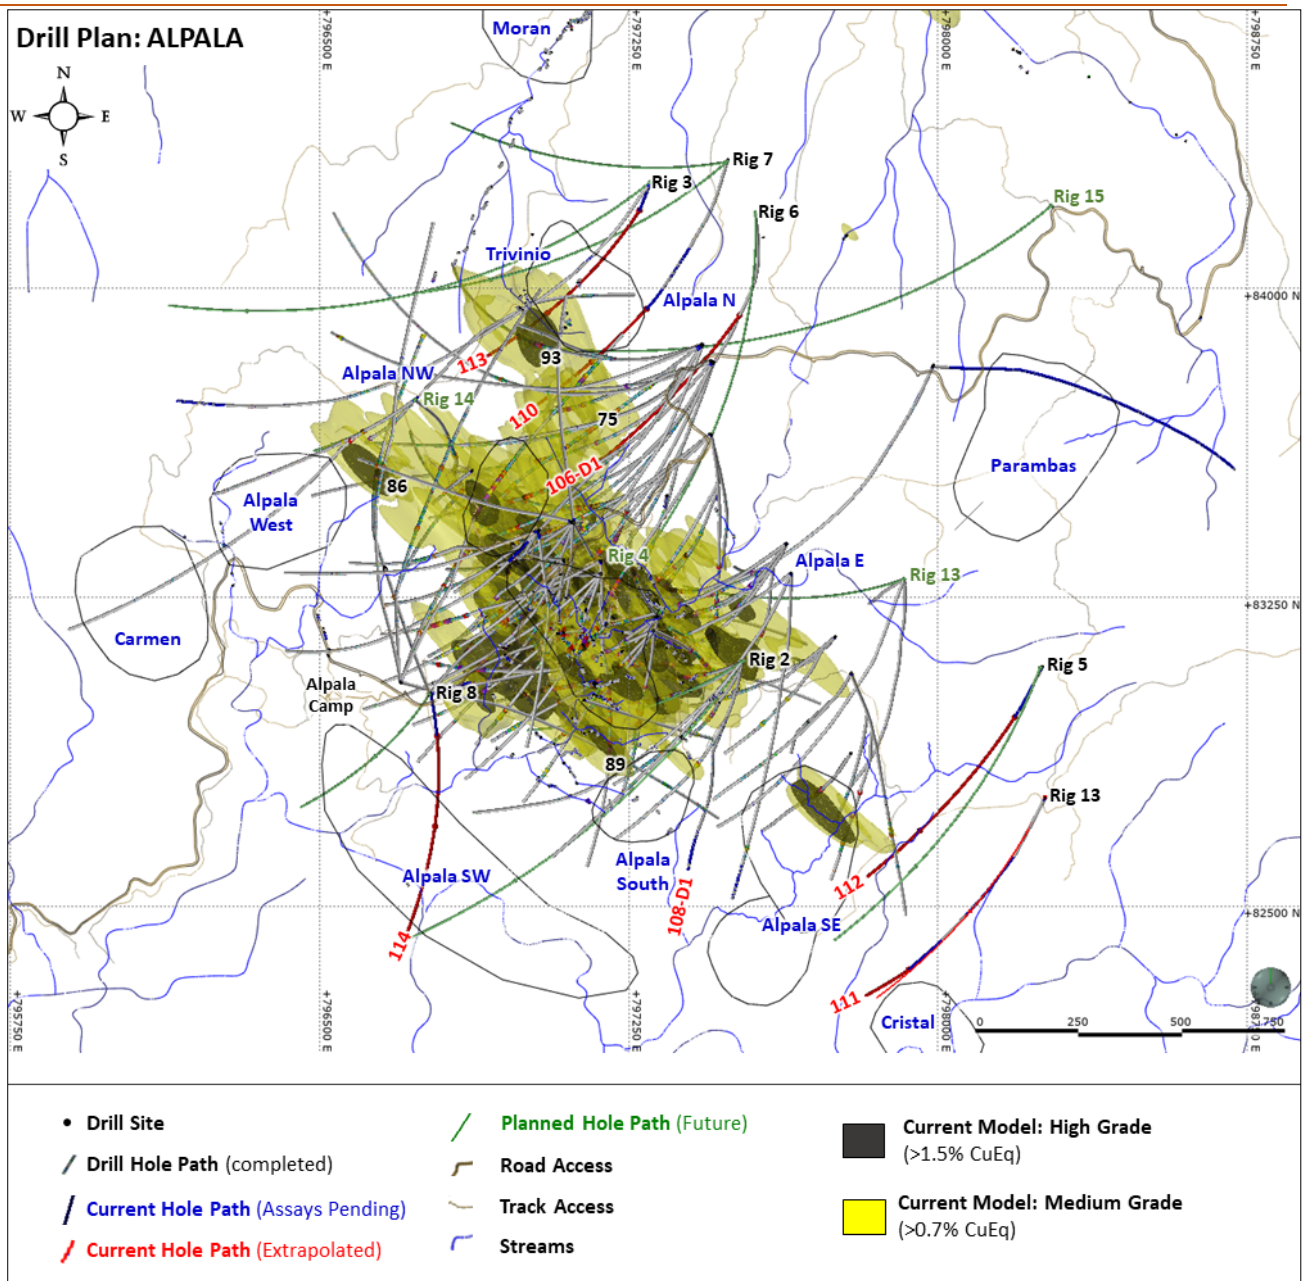 Drill Plan: ALPALA
N
W E
S
+796500 E
+797250 E
+798000 E
+798750 E
Moran
Rig 7
Rig 3
Rig 15
Rig 6
Trivinio
+84000 N
Alpala N
93
113
Alpala NW
Rig 14
110
75
106-D1
Parambas
86
Alpala
West
Rig 4
Alpala E
Rig 13
+83250 N
Carmen
Rig 2
Rig 5
Alpala
Camp
Rig 8
89
Rig 13
Alpala
South
Alpala SW
112
108-D1
82500 N
Alpala SE
114
111
Cristal
0 250 500 750
+795750 E
+796500 E
+797250 E
+798000 E
Drill Site
Drill Hole Path (completed)
Current Hole Path (Assays Pending)
Current Hole Path (Extrapolated)
Planned Hole Path (Future)
Road Access
Track Access
Streams
Current Model: High Grade
(>1.5% CuEq)
Current Model: Medium Grade
(>0.7% CuEq)